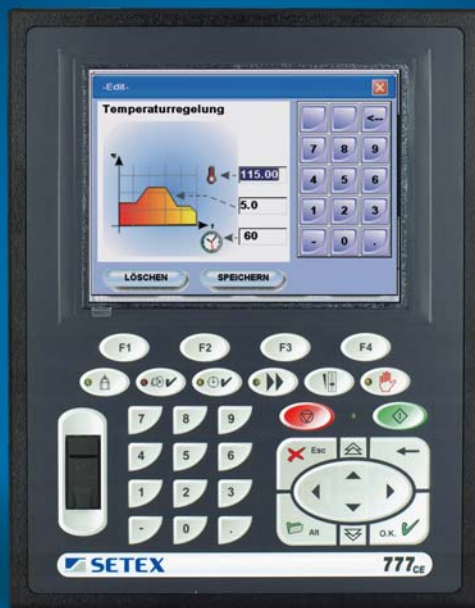 -Edit-
Temperaturregelung
<--
7 8 9
115.00
4 5 6
5.0
1 2 3
60
- 0 .
LÖSCHEN SPEICHERN
F1 F2 F3 F4
7 8 9
4 5 6
1 2 3
- 0 .
Esc
Alt O.K.
SETEX 777CE